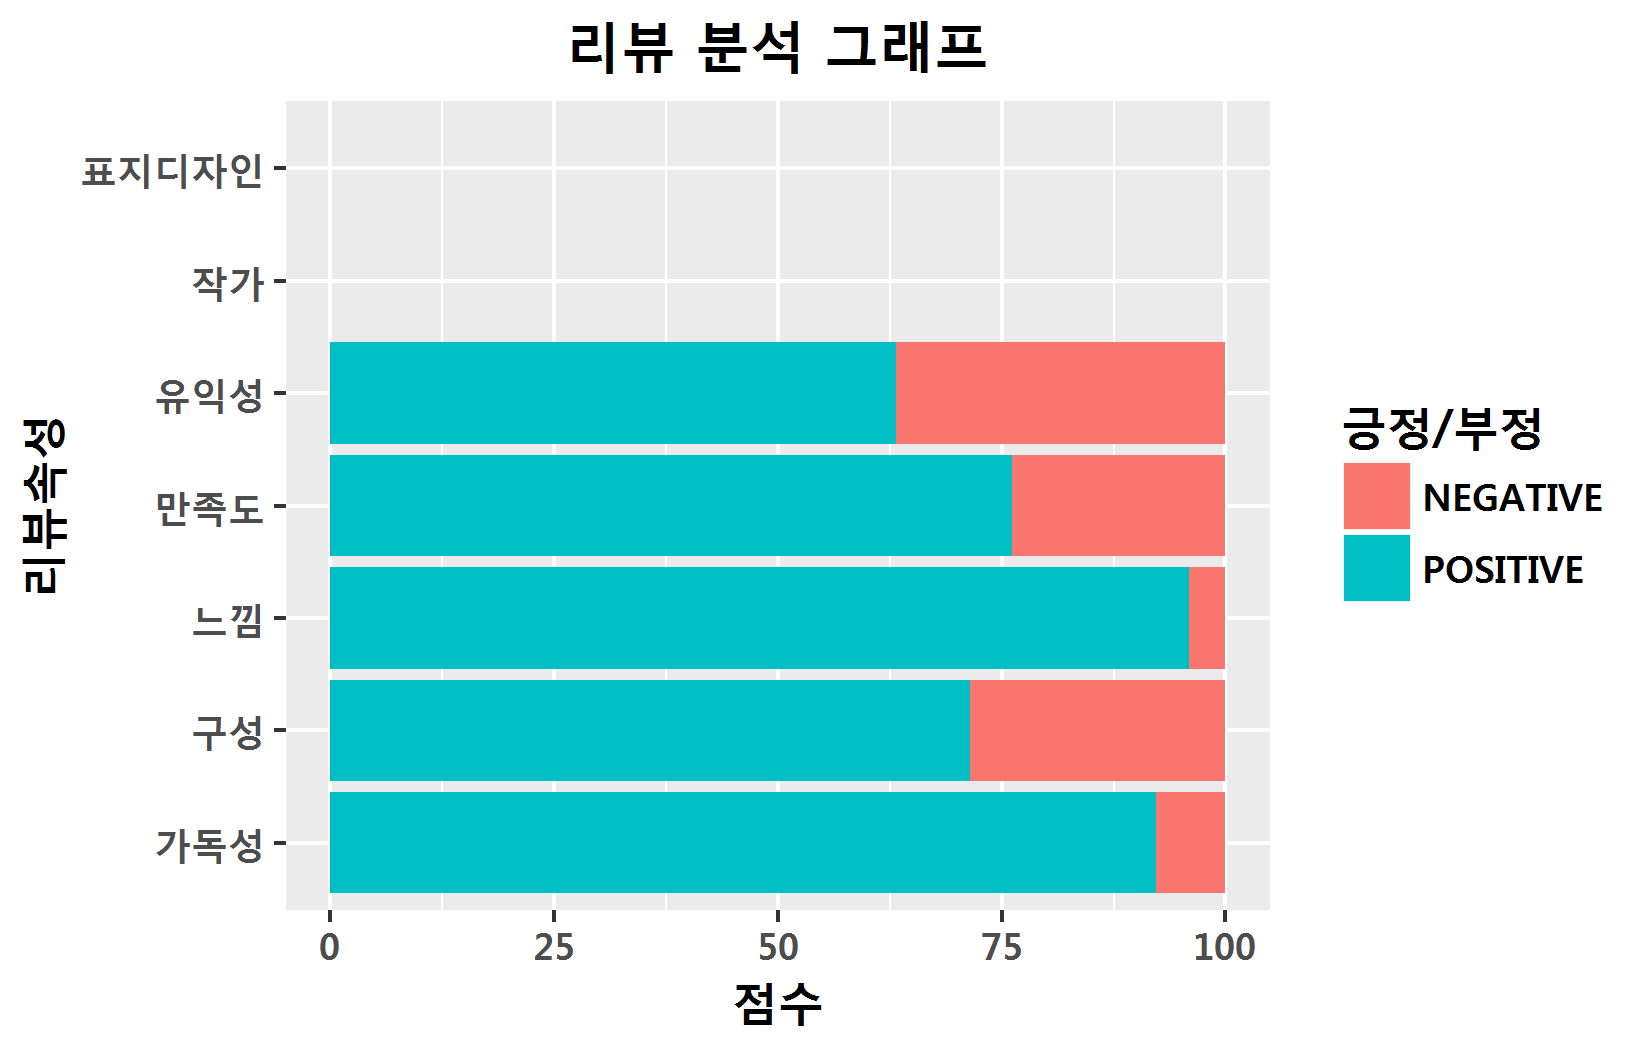 리뷰 분석 그래프
표지디자인
작가
유익성
만족도
느낌
구성
가독성
리뷰속성
0 25 50 75 100
점수
긍정/부정
NEGATIVE
POSITIVE